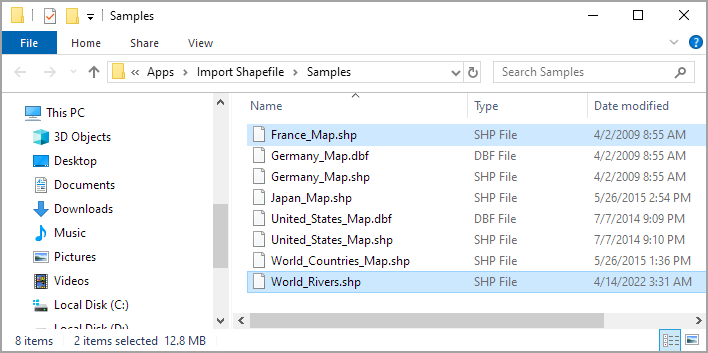 Samples
File Home Share View
« Apps > Import Shapefile > Samples
Search Samples
This PC
3D Objects
Desktop
Documents
Downloads
Music
Pictures
Videos
Local Disk (C:)
Local Disk (D:)
Name Type Date modified
France_Map.shp SHP File 4/2/2009 8:55 AM
Germany_Map.dbf DBF File 4/2/2009 8:55 AM
Germany_Map.shp SHP File 4/2/2009 8:55 AM
Japan_Map.shp SHP File 5/26/2015 2:54 PM
United_States_Map.dbf DBF File 7/7/2014 9:09 PM
United_States_Map.shp SHP File 7/7/2014 9:10 PM
World_Countries_Map.shp SHP File 5/26/2015 1:36 PM
World_Rivers.shp SHP File 4/14/2022 3:31 AM
8 items 2 items selected 12.8 MB